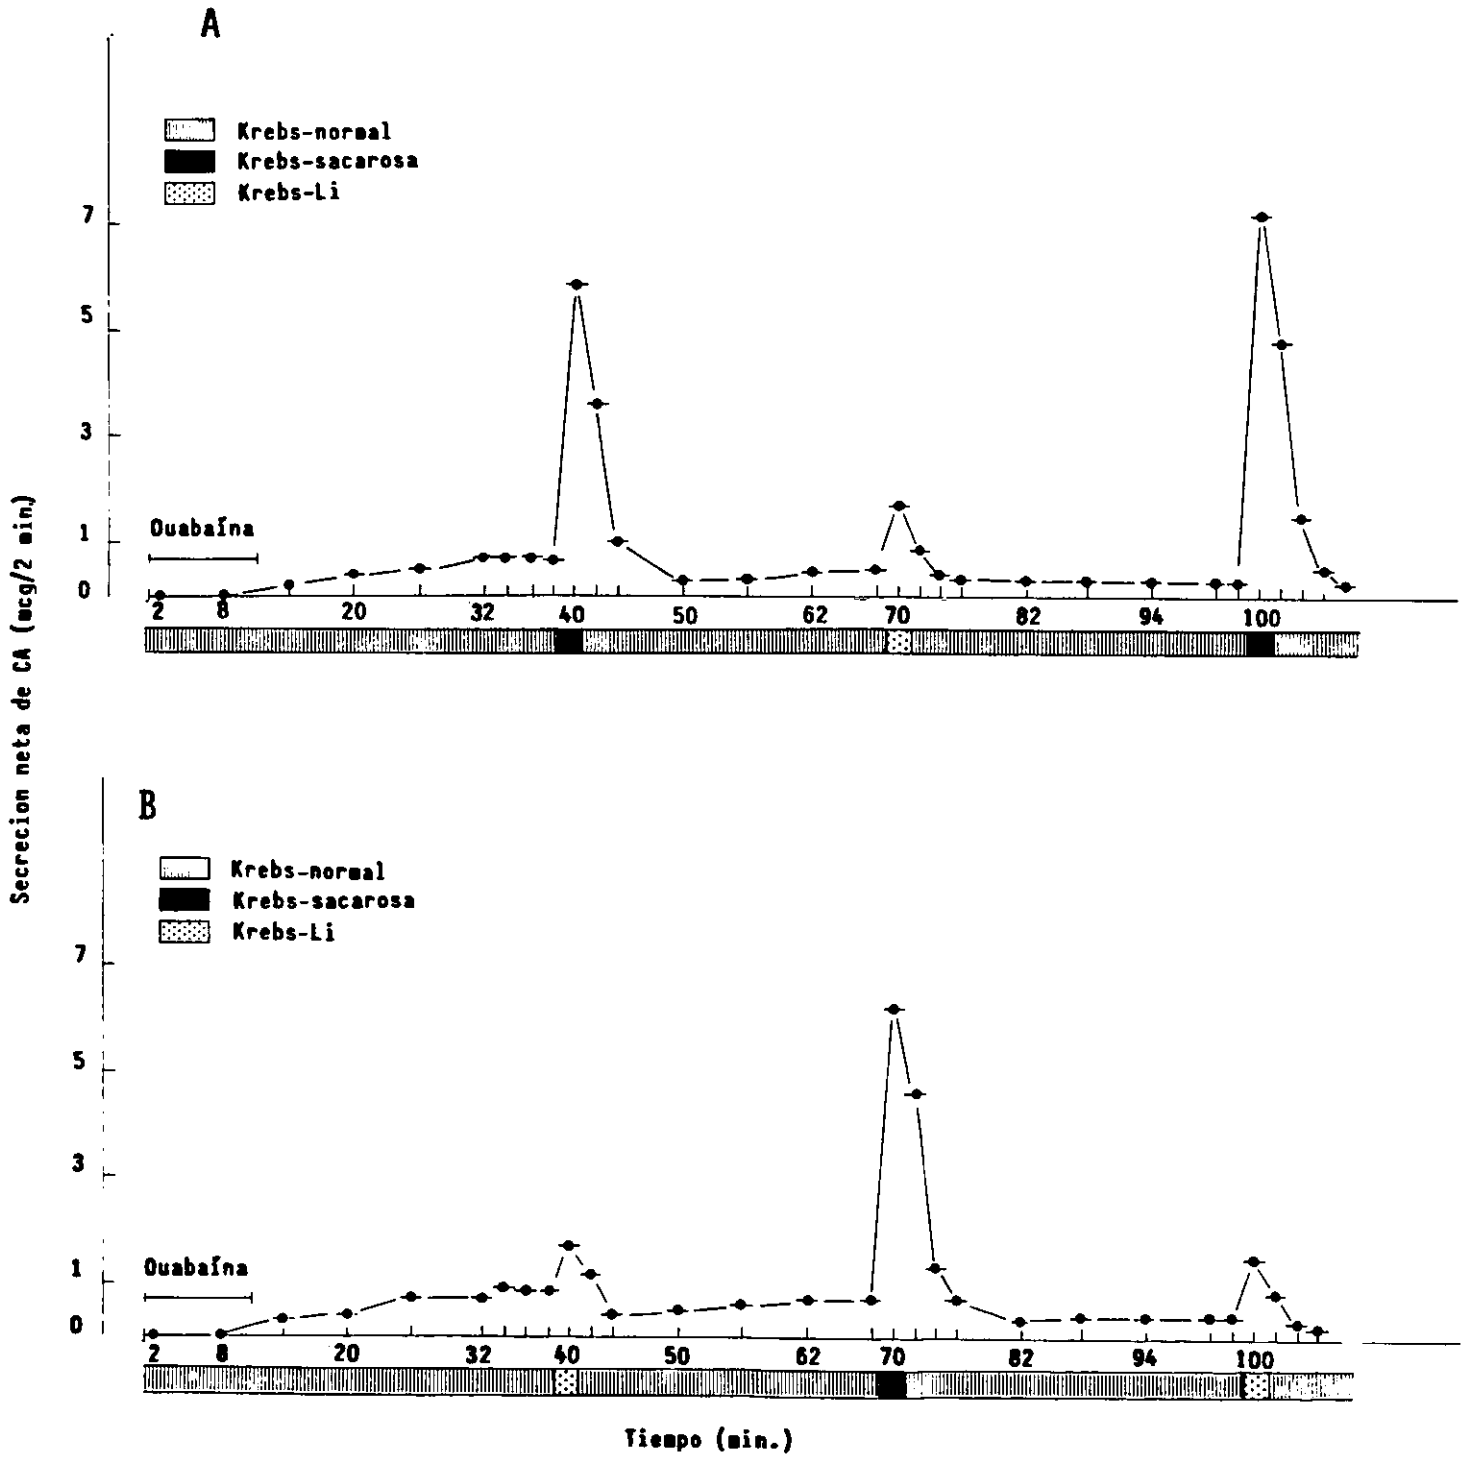 A
Krebs-normal
Krebs-sacarosa
Krebs-Li
7
5
3
1
0
Ouabaína
2 8 20 32 40 50 62 70 82 94 100
Secrecion neta de CA (mcg/2 min)
B
Krebs-normal
Krebs-sacarosa
Krebs-Li
7
5
3
1
0
Ouabaína
2 8 20 32 40 50 62 70 82 94 100
Tiempo (min.)